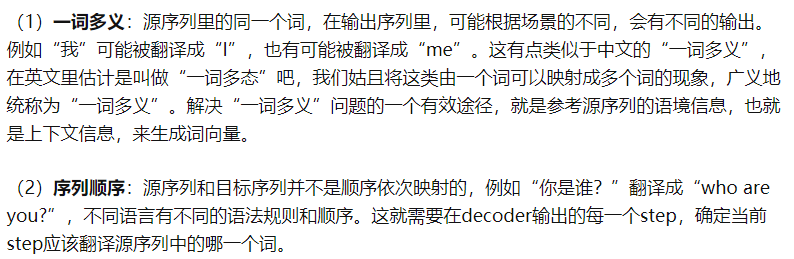 （1）一词多义：源序列里的同一个词，在输出序列里，可能根据场景的不同，会有不同的输出。
例如“我”可能被翻译成“I”，也有可能被翻译成“me”。这有点类似于中文的“一词多义”，
在英文里估计是叫做“一词多态”吧，我们姑且将这类由一个词可以映射成多个词的现象，广义地
统称为“一词多义”。解决“一词多义”问题的一个有效途径，就是参考源序列的语境信息，也就
是上下文信息，来生成词向量。
（2）序列顺序：源序列和目标序列并不是顺序依次映射的，例如“你是谁？”翻译成“who are
you?”，不同语言有不同的语法规则和顺序。这就需要在decoder输出的每一个step，确定当前
step应该翻译源序列中的哪一个词。